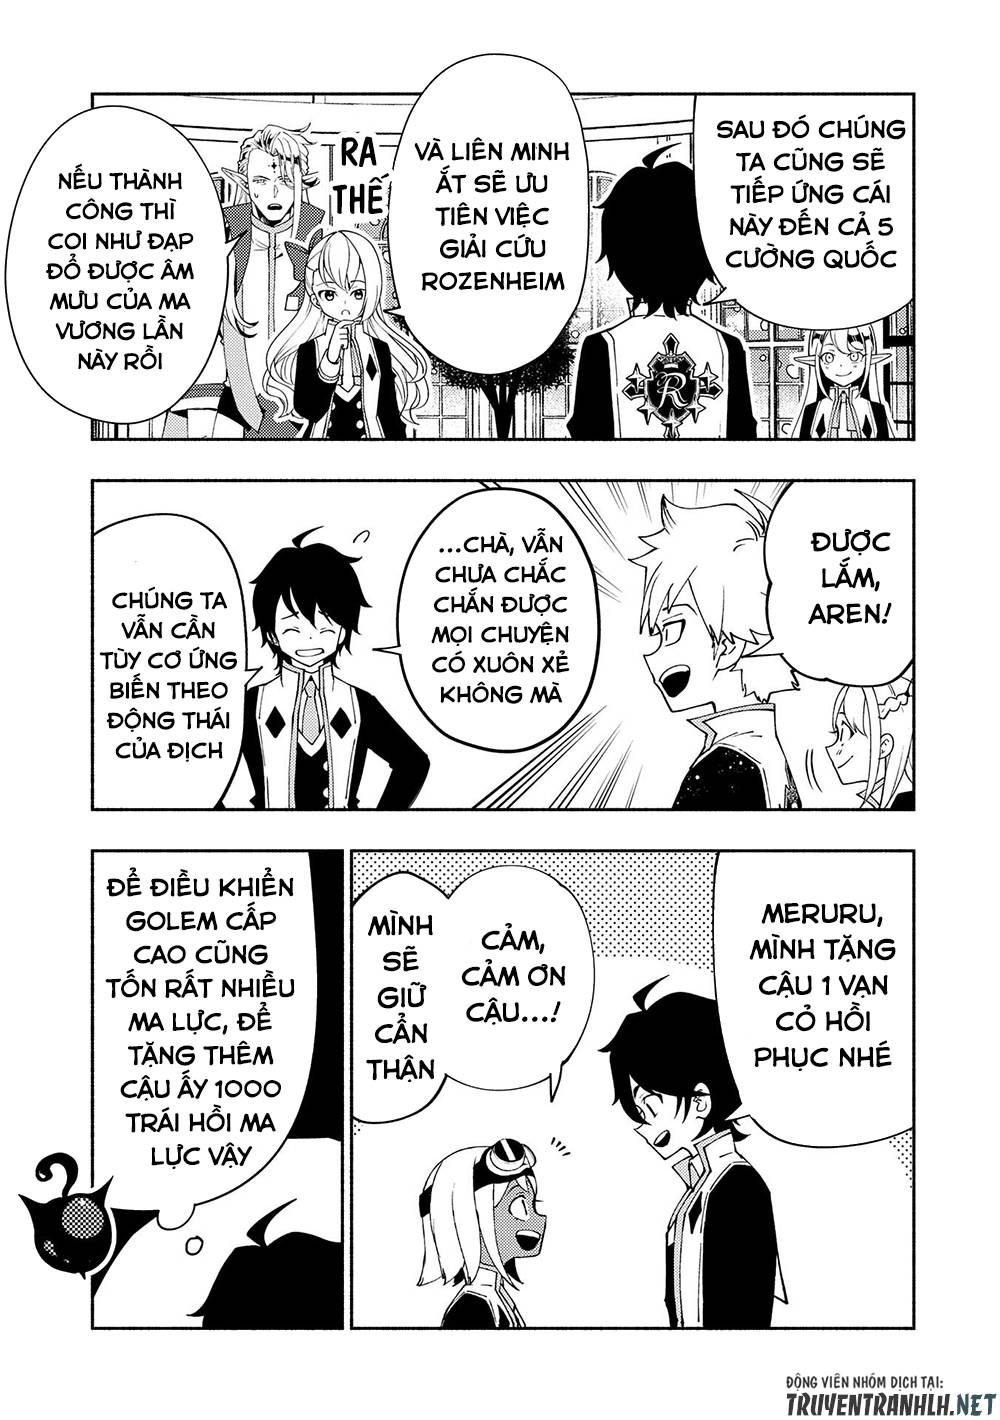 SAU ĐÓ CHÚNG
TA CŨNG SẼ
TIẾP ỨNG CÁI
NÀY ĐẾN CẢ 5
CƯỜNG QUỐC
VÀ LIÊN MINH
ẮT SẼ ƯU
TIÊN VIỆC
GIẢI CỨU
ROZENHEIM
RA
THẾ
NẾU THÀNH
CÔNG THÌ
COI NHƯ ĐẠP
ĐỔ ĐƯỢC ÂM
MƯU CỦA MA
VƯƠNG LẦN
NÀY RỒI
R
ĐƯỢC
LẮM,
AREN!
...CHÀ, VẪN
CHƯA CHẮC
CHẮN ĐƯỢC
MỌI CHUYỆN
CÓ XUÔN XẺ
KHÔNG MÀ
CHÚNG TA
VẪN CẦN
TÙY CƠ ỨNG
BIẾN THEO
ĐỘNG THÁI
CỦA ĐỊCH
MERURU,
MÌNH TẶNG
CẬU 1 VẠN
CỎ HỒI
PHỤC NHÉ
CẢM,
CẢM ƠN
CẬU...!
MÌNH
SẼ
GIỮ
CẨN
THẬN
ĐỂ ĐIỀU KHIỂN
GOLEM CẤP
CAO CŨNG
TỐN RẤT NHIỀU
MA LỰC, ĐỂ
TẶNG THÊM
CẬU ẤY 1000
TRÁI HỒI MA
LỰC VẬY
ĐỘNG VIÊN NHÓM DỊCH TẠI:
TRUYENTRANHLH.NET